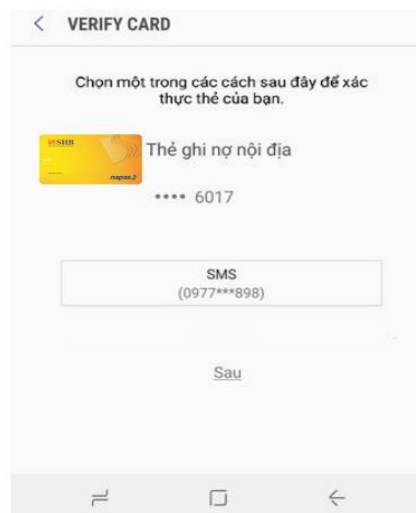 VERIFY CARD
Chọn một trong các cách sau đây để xác
thực thẻ của bạn.
SHB
Thẻ ghi nợ nội địa
napas
•••• 6017
SMS
(0977***898)
Sau